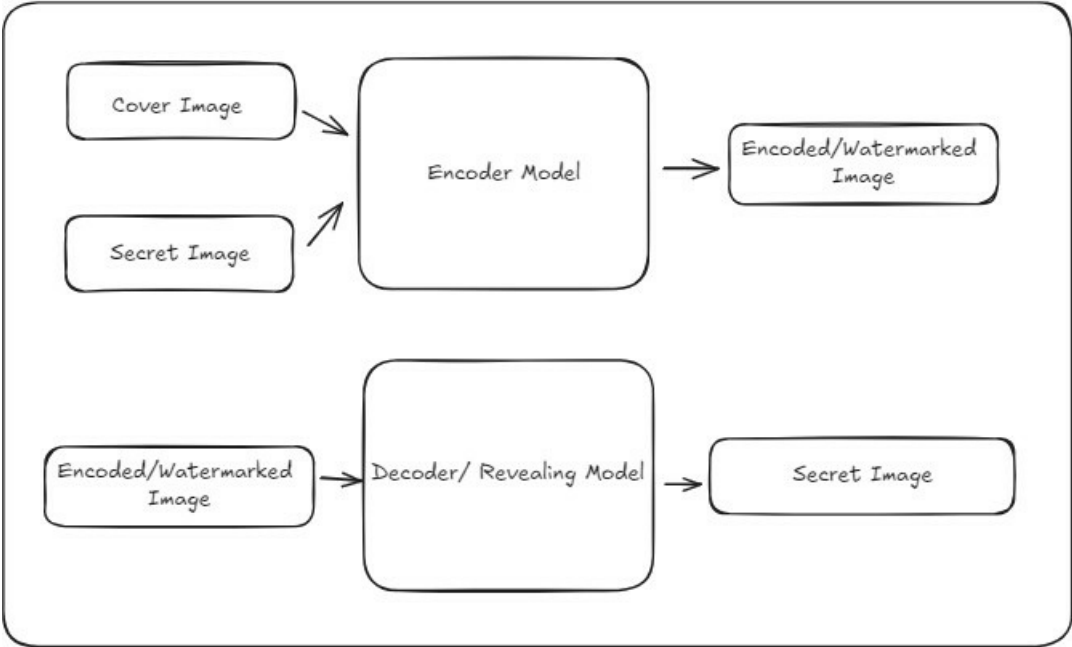 Cover Image
Encoder Model
Encoded/Watermarked
Image
Secret Image
Encoded/Watermarked
Image
Decoder/ Revealing Model
Secret Image